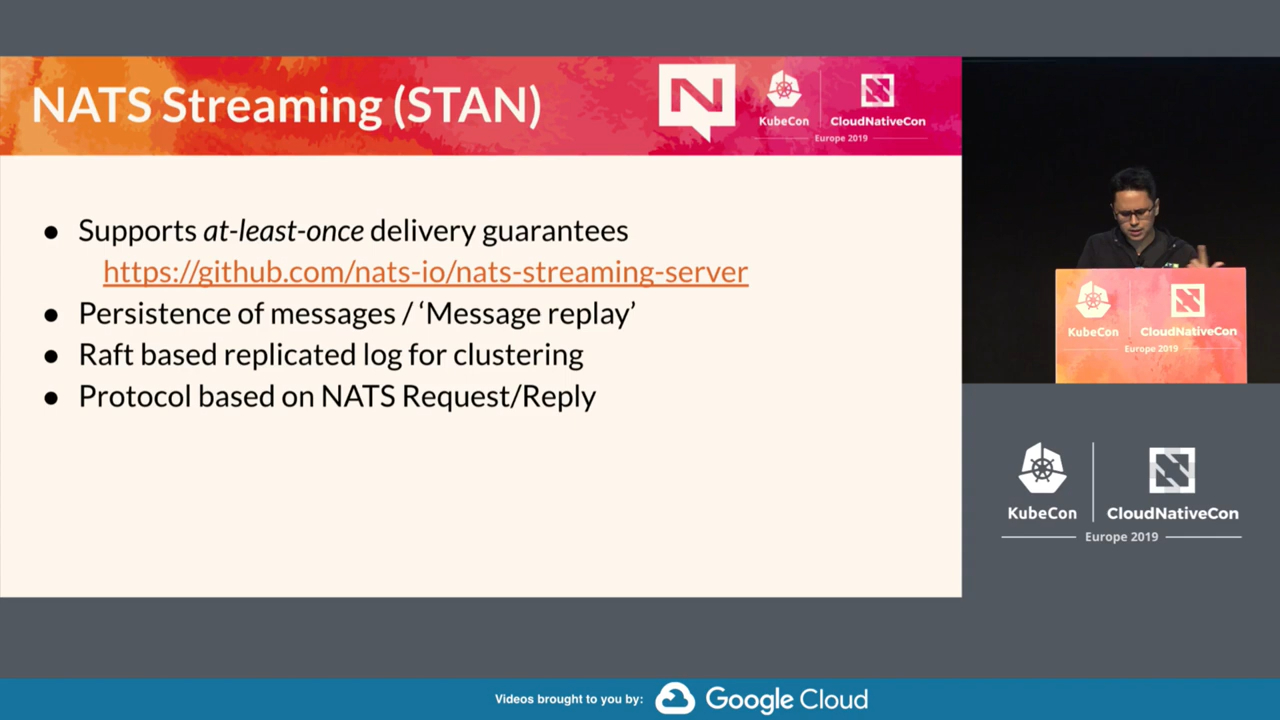 NATS Streaming (STAN)
N
KubeCon
CloudNativeCon
Europe 2019
● Supports at-least-once delivery guarantees
https://github.com/nats-io/nats-streaming-server
● Persistence of messages / ‘Message replay’
● Raft based replicated log for clustering
● Protocol based on NATS Request/Reply
KubeCon
CloudNativeCon
Europe 2019
KubeCon
CloudNativeCon
Europe 2019
Videos brought to you by: Google Cloud